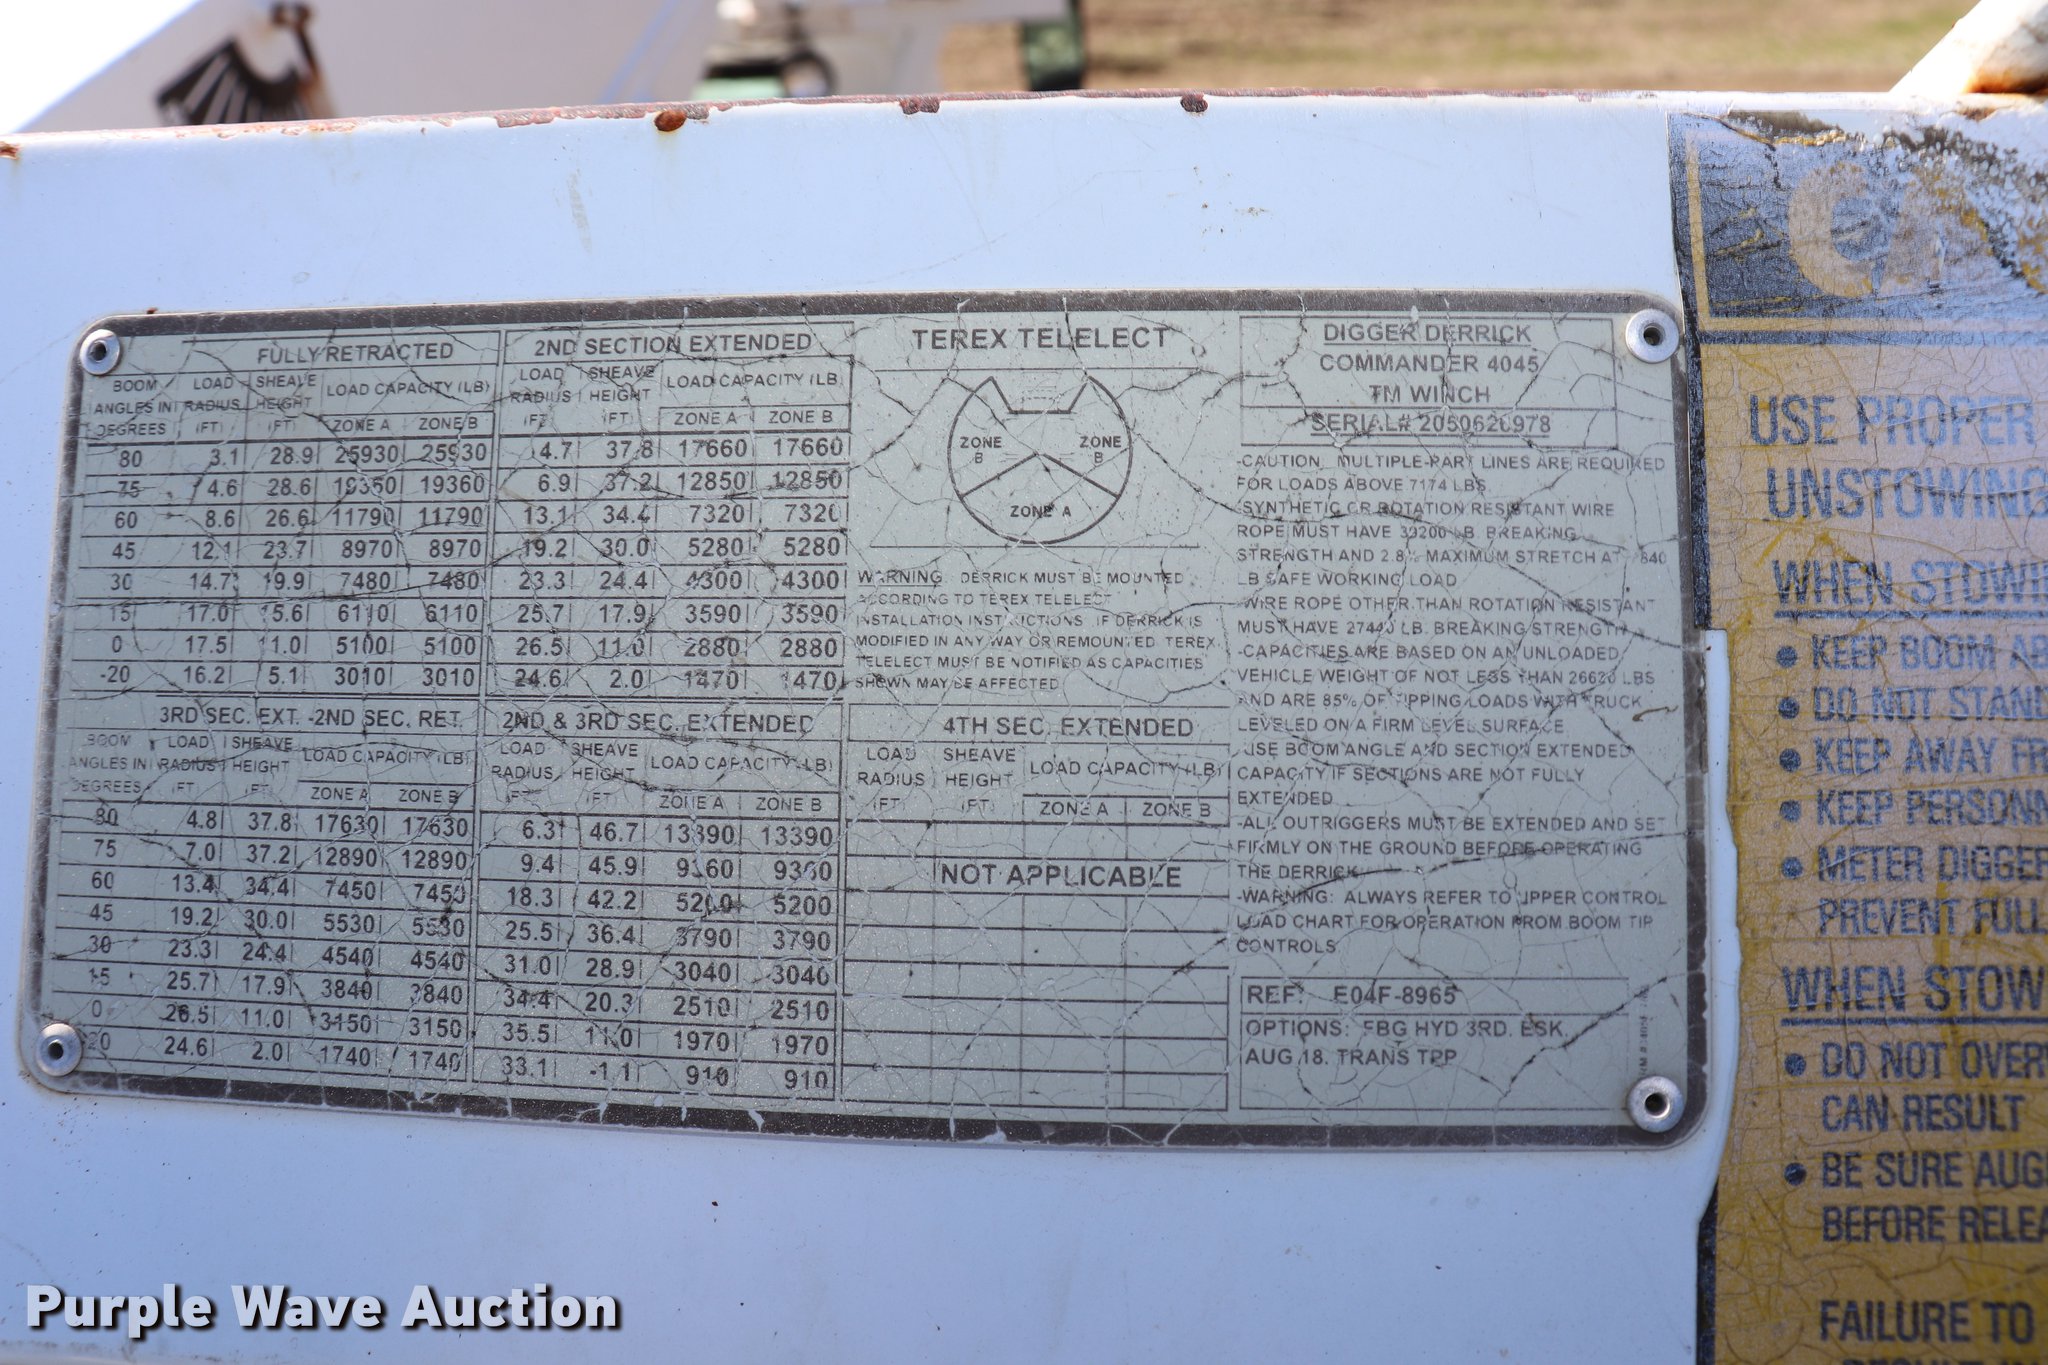 FULLY RETRACTED
BOOM ANGLES IN DEGREES LOAD RADIUS (FT) SHEAVE HEIGHT (FT) LOAD CAPACITY (LB) ZONE A ZONE B
80 3.1 28.9 25930 25930
75 4.6 28.6 19360 19360
60 8.6 26.6 11790 11790
45 12.1 23.7 8970 8970
30 14.7 19.9 7480 7480
15 17.0 15.6 6110 6110
0 17.5 11.0 5100 5100
-20 16.2 5.1 3010 3010
2ND SECTION EXTENDED
LOAD RADIUS (FT) SHEAVE HEIGHT (FT) LOAD CAPACITY (LB) ZONE A ZONE B
4.7 37.8 17660 17660
6.9 37.2 12850 12850
13.1 34.4 7320 7320
19.2 30.0 5280 5280
23.3 24.4 4300 4300
25.7 17.9 3590 3590
26.5 11.0 2880 2880
24.6 2.0 1470 1470
3RD SEC. EXT. -2ND SEC. RET.
BOOM ANGLES IN DEGREES LOAD RADIUS (FT) SHEAVE HEIGHT (FT) LOAD CAPACITY (LB) ZONE A ZONE B
80 4.8 37.8 17630 17630
75 7.0 37.2 12890 12890
60 13.4 34.4 7450 7450
45 19.2 30.0 5530 5530
30 23.3 24.4 4540 4540
15 25.7 17.9 3840 3840
0 26.5 11.0 3150 3150
20 24.6 2.0 1740 1740
2ND & 3RD SEC. EXTENDED
LOAD RADIUS (FT) SHEAVE HEIGHT (FT) LOAD CAPACITY (LB) ZONE A ZONE B
6.3 46.7 13390 13390
9.4 45.9 9360 9360
18.3 42.2 5200 5200
25.5 36.4 3790 3790
31.0 28.9 3040 3040
34.4 20.3 2510 2510
35.5 11.0 1970 1970
33.1 -1.1 910 910
TEREX TELELECT
ZONE B
ZONE B
ZONE A
WARNING: DERRICK MUST BE MOUNTED
ACCORDING TO TEREX TELELECT
INSTALLATION INSTRUCTIONS. IF DERRICK IS
MODIFIED IN ANY WAY OR REMOUNTED, TEREX
TELELECT MUST BE NOTIFIED AS CAPACITIES
SHOWN MAY BE AFFECTED
4TH SEC. EXTENDED
LOAD RADIUS (FT) SHEAVE HEIGHT (FT) LOAD CAPACITY (LB) ZONE A ZONE B
NOT APPLICABLE
DIGGER DERRICK
COMMANDER 4045
TM WINCH
SERIAL# 2050620978
-CAUTION: MULTIPLE-PART LINES ARE REQUIRED
FOR LOADS ABOVE 7174 LBS.
-SYNTHETIC OR ROTATION RESISTANT WIRE
ROPE MUST HAVE LB. BREAKING
STRENGTH AND 2.8% MAXIMUM STRETCH AT
LB SAFE WORKING LOAD
-WIRE ROPE OTHER THAN ROTATION RESISTANT
MUST HAVE 27440 LB. BREAKING STRENGTH
-CAPACITIES ARE BASED ON AN UNLOADED
VEHICLE WEIGHT OF NOT LESS THAN 26620 LBS
AND ARE 85% OF TIPPING LOADS WITH TRUCK
LEVELED ON A FIRM LEVEL SURFACE
-USE BOOM ANGLE AND SECTION EXTENDED
CAPACITY IF SECTIONS ARE NOT FULLY
EXTENDED
-ALL OUTRIGGERS MUST BE EXTENDED AND SET
FIRMLY ON THE GROUND BEFORE OPERATING
THE DERRICK
-WARNING: ALWAYS REFER TO UPPER CONTROL
LOAD CHART FOR OPERATION FROM BOOM TIP
CONTROLS
REF: E04F-8965
OPTIONS: FBG HYD 3RD, ESK,
AUG 18, TRANS TPP
CA
USE PROPER
UNSTOWING
WHEN STOWI
• KEEP BOOM AB
• DO NOT STAND
• KEEP AWAY FR
• KEEP PERSONN
• METER DIGGER
PREVENT FULL
WHEN STOW
• DO NOT OVER
CAN RESULT
• BE SURE AUG
BEFORE RELEA
FAILURE TO
Purple Wave Auction